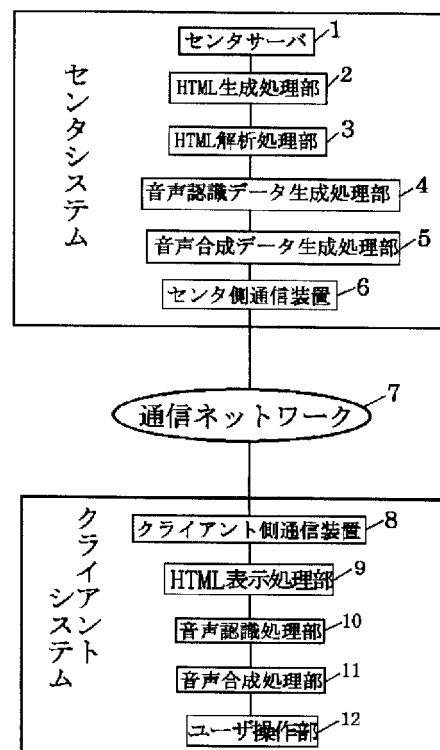 センタシステム
センタサーバ 1
HTML生成処理部 2
HTML解析処理部 3
音声認識データ生成処理部 4
音声合成データ生成処理部 5
センタ側通信装置 6
通信ネットワーク 7
クライアントシステム
クライアント側通信装置 8
HTML表示処理部 9
音声認識処理部 10
音声合成処理部 11
ユーザ操作部 12